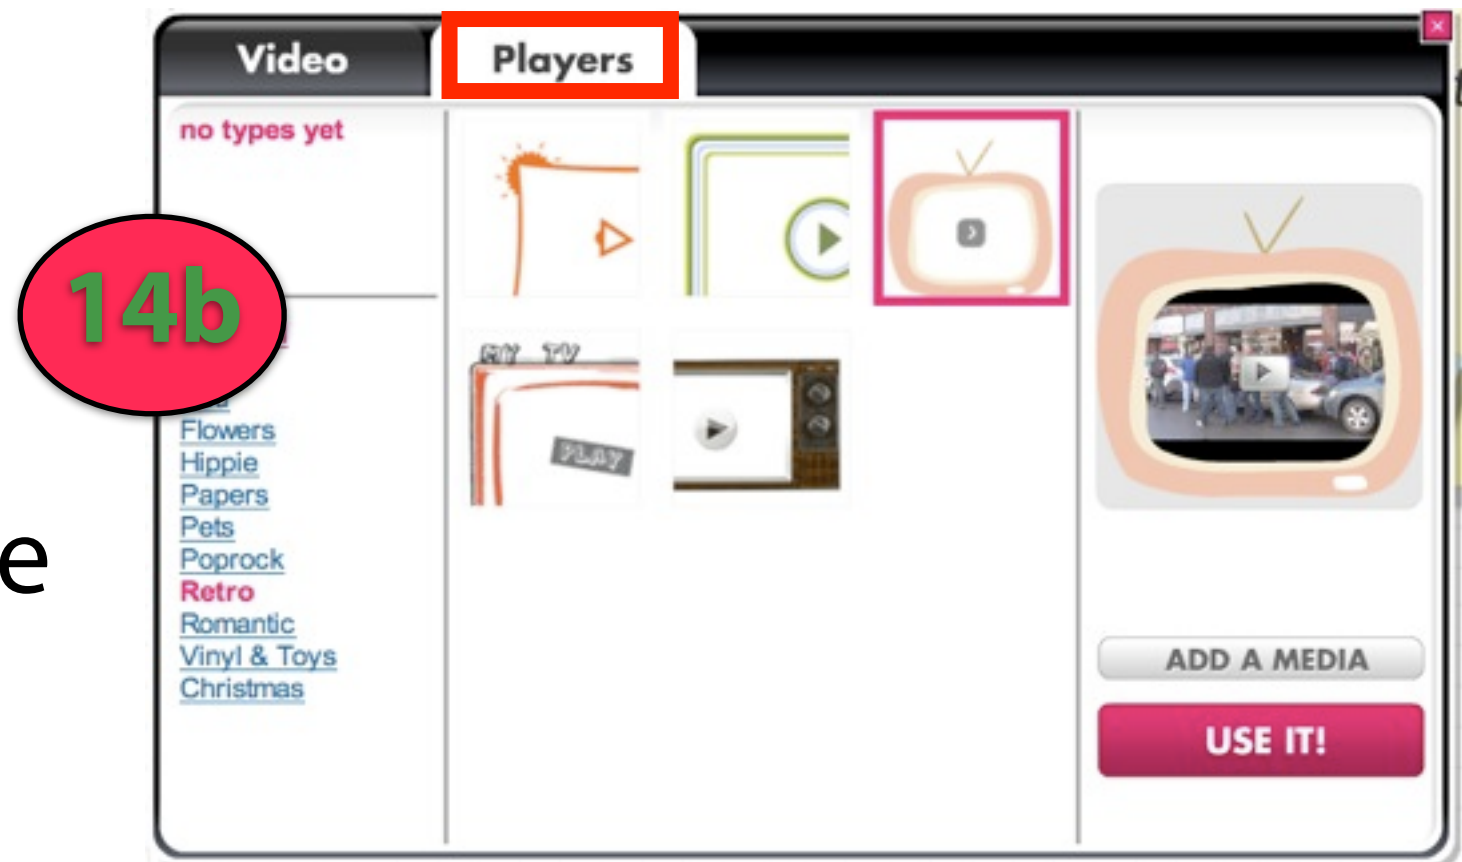 Video
Players
no types yet
14b
Flowers
Hippie
Papers
Pets
Poprock
Retro
Romantic
Vinyl & Toys
Christmas
MY TV
PLAY
ADD A MEDIA
USE IT!
e